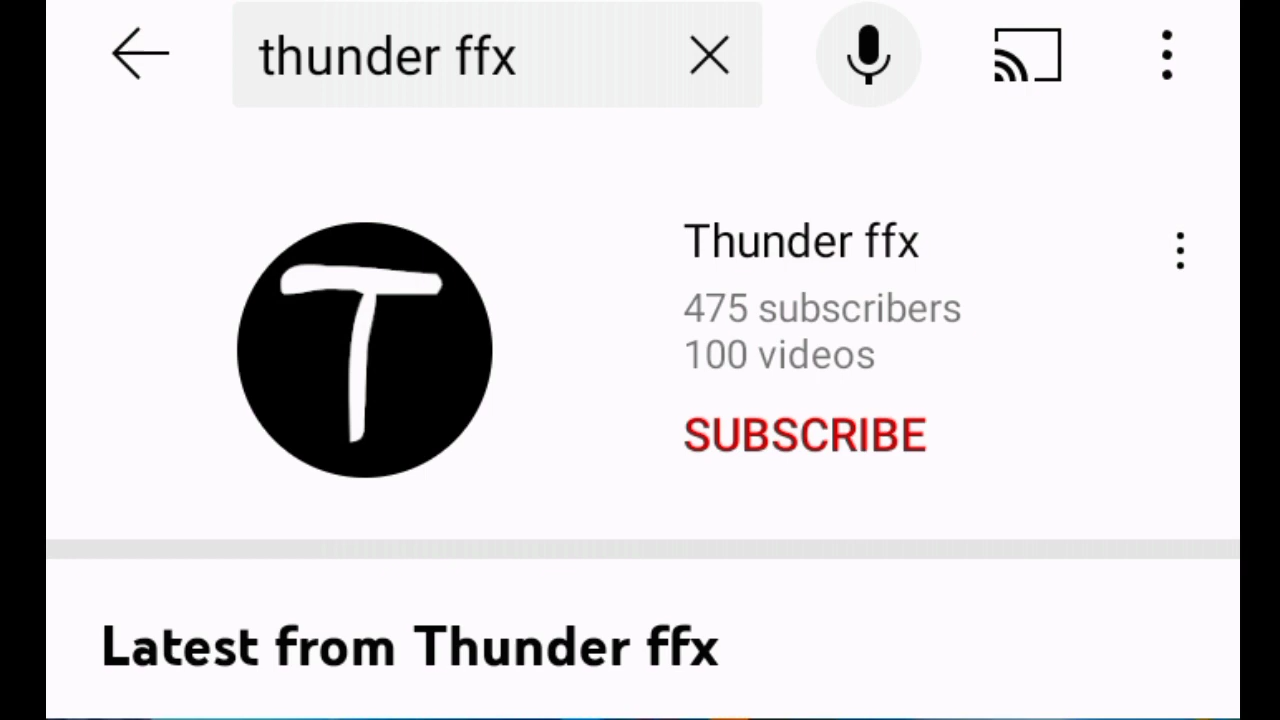 thunder ffx
T
Thunder ffx
475 subscribers
100 videos
SUBSCRIBE
Latest from Thunder ffx